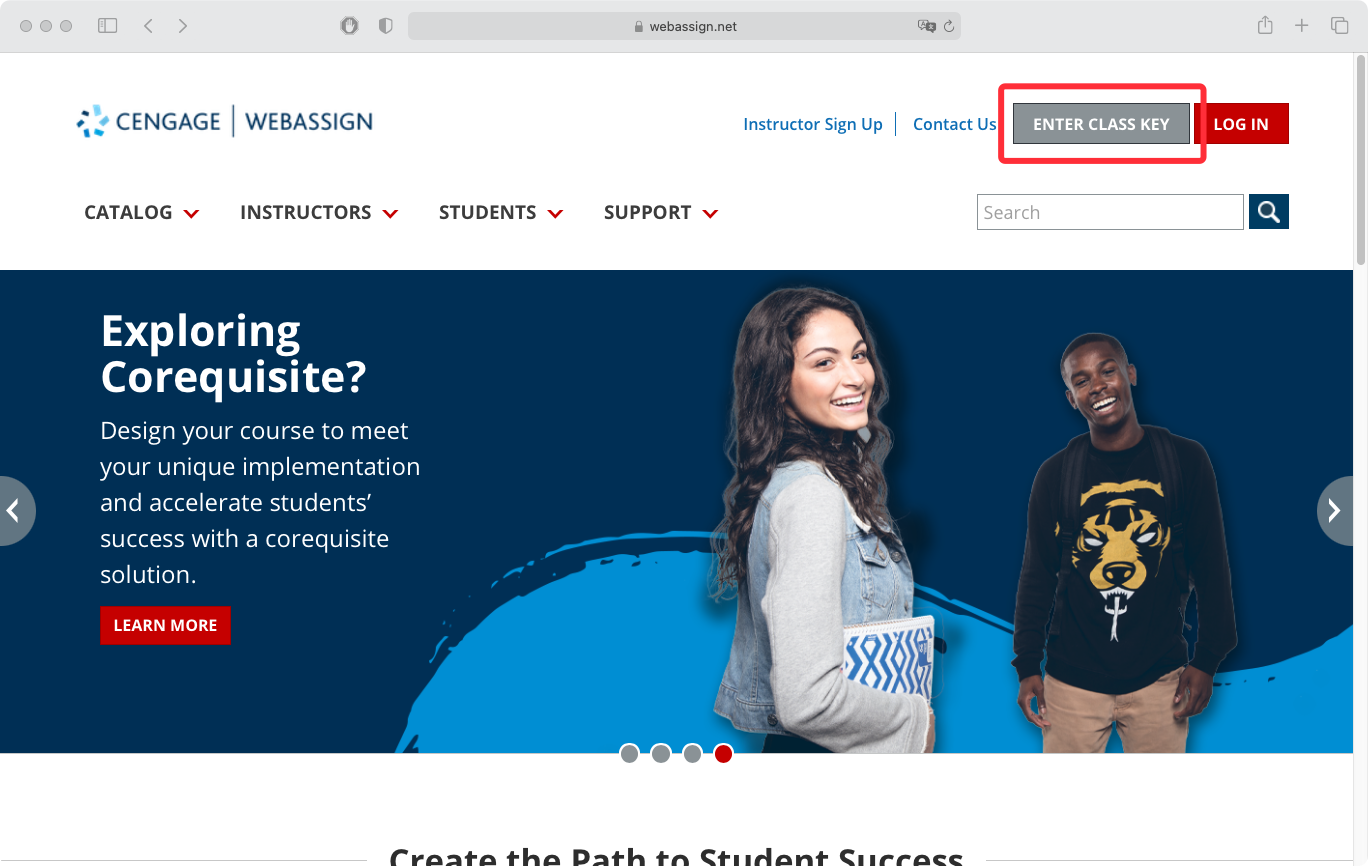 webassign.net
CENGAGE | WEBASSIGN
Instructor Sign Up
Contact Us
ENTER CLASS KEY
LOG IN
CATALOG
INSTRUCTORS
STUDENTS
SUPPORT
Search
Exploring
Corequisite?
Design your course to meet
your unique implementation
and accelerate students’
success with a corequisite
solution.
LEARN MORE
Create the Path to Student Success